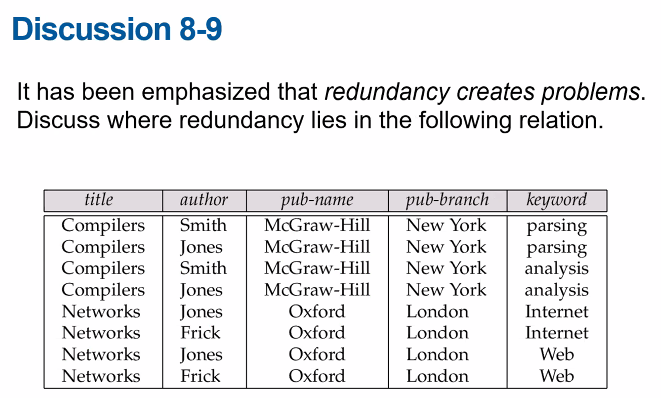 Discussion 8-9
It has been emphasized that redundancy creates problems.
Discuss where redundancy lies in the following relation.
title author pub-name pub-branch keyword
Compilers Smith McGraw-Hill New York parsing
Compilers Jones McGraw-Hill New York parsing
Compilers Smith McGraw-Hill New York analysis
Compilers Jones McGraw-Hill New York analysis
Networks Jones Oxford London Internet
Networks Frick Oxford London Internet
Networks Jones Oxford London Web
Networks Frick Oxford London Web